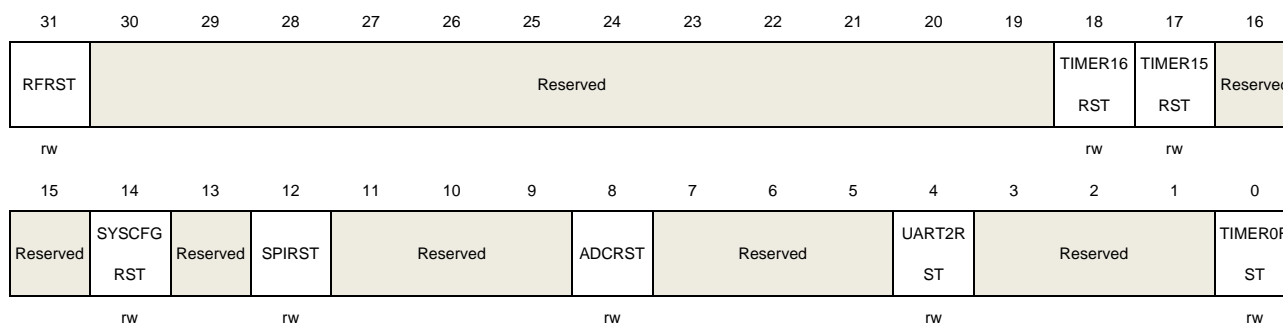 31 30 29 28 27 26 25 24 23 22 21 20 19 18 17 16
RFRST Reserved TIMER16 RST TIMER15 RST Reserved
rw rw rw
15 14 13 12 11 10 9 8 7 6 5 4 3 2 1 0
Reserved SYSCFG RST Reserved SPIRST Reserved ADCRST Reserved UART2R ST Reserved TIMER0R ST
rw rw rw rw rw